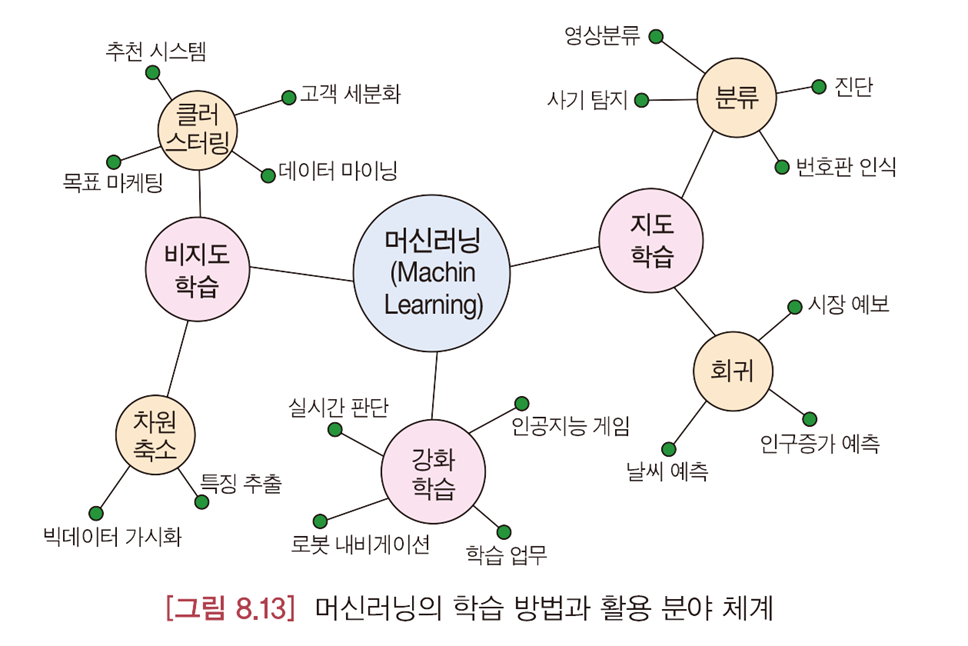 추천 시스템
고객 세분화
클러
스터링
목표 마케팅
데이터 마이닝
비지도
학습
차원
축소
특징 추출
빅데이터 가시화
머신러닝
(Machin
Learning)
실시간 판단
인공지능 게임
강화
학습
로봇 내비게이션
학습 업무
영상분류
사기 탐지
분류
진단
번호판 인식
지도
학습
시장 예보
회귀
인구증가 예측
날씨 예측
[그림 8.13] 머신러닝의 학습 방법과 활용 분야 체계